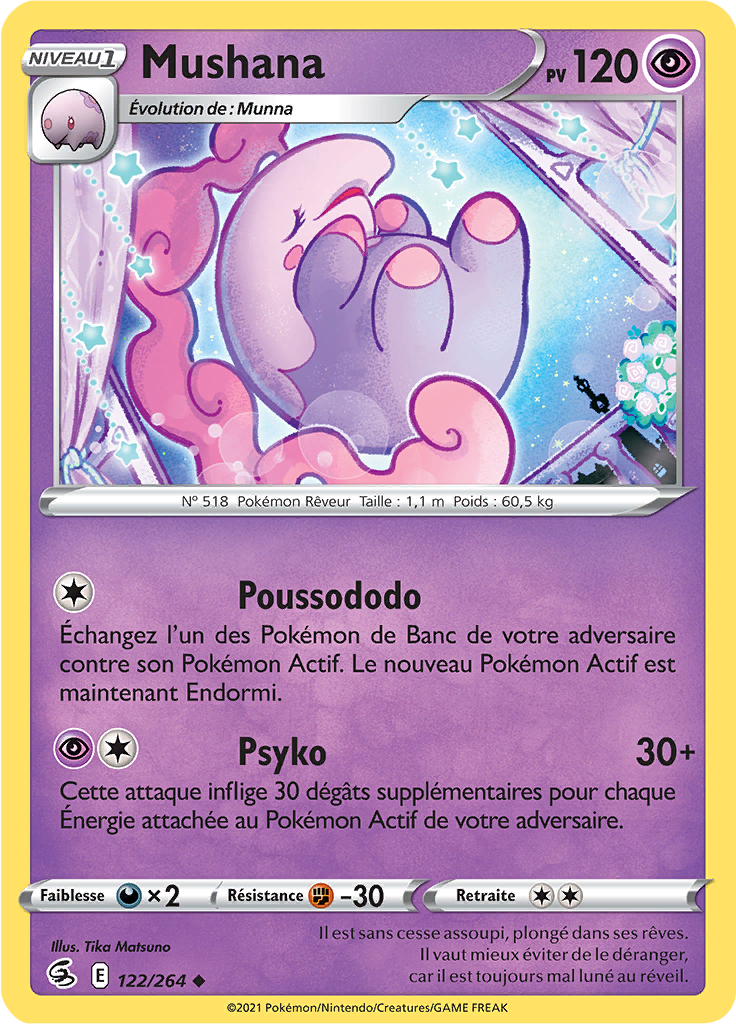 NIVEAU 1
Mushana
PV 120
Évolution de : Munna
Nº 518 Pokémon Rêveur Taille : 1,1 m Poids : 60,5 kg
Poussododo
Échangez l’un des Pokémon de Banc de votre adversaire
contre son Pokémon Actif. Le nouveau Pokémon Actif est
maintenant Endormi.
Psyko 30+
Cette attaque inflige 30 dégâts supplémentaires pour chaque
Énergie attachée au Pokémon Actif de votre adversaire.
Faiblesse ×2 Résistance -30 Retraite
Illus. Tika Matsuno
Il est sans cesse assoupi, plongé dans ses rêves.
Il vaut mieux éviter de le déranger,
car il est toujours mal luné au réveil.
E 122/264
©2021 Pokémon/Nintendo/Creatures/GAME FREAK